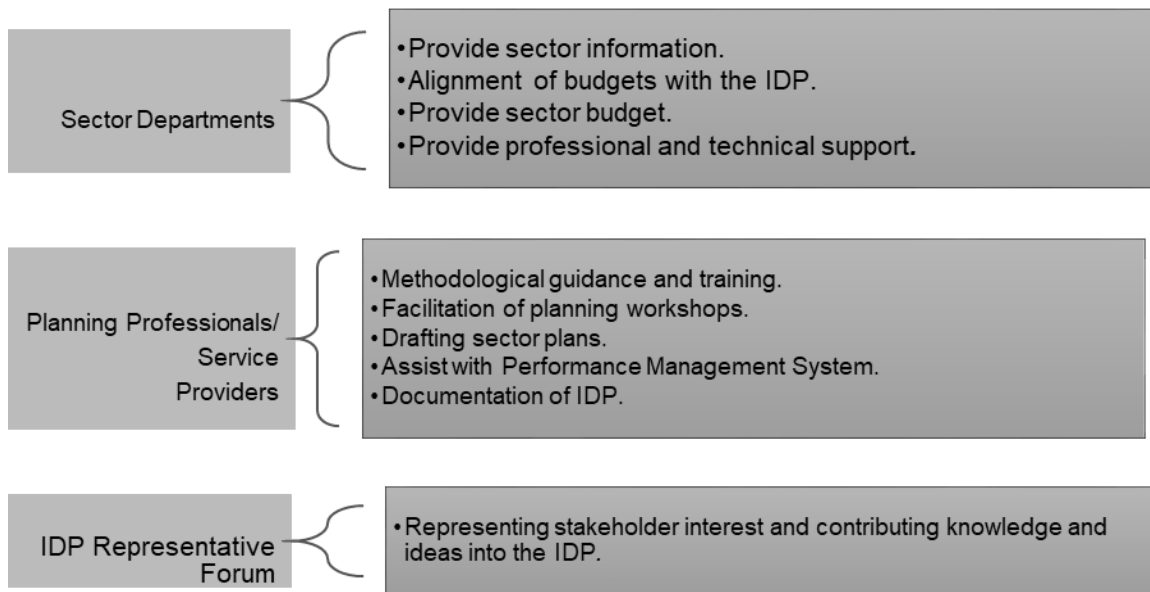 Sector Departments
•Provide sector information.
•Alignment of budgets with the IDP.
•Provide sector budget.
•Provide professional and technical support.
Planning Professionals/
Service
Providers
•Methodological guidance and training.
•Facilitation of planning workshops.
•Drafting sector plans.
•Assist with Performance Management System.
•Documentation of IDP.
IDP Representative
Forum
•Representing stakeholder interest and contributing knowledge and
ideas into the IDP.